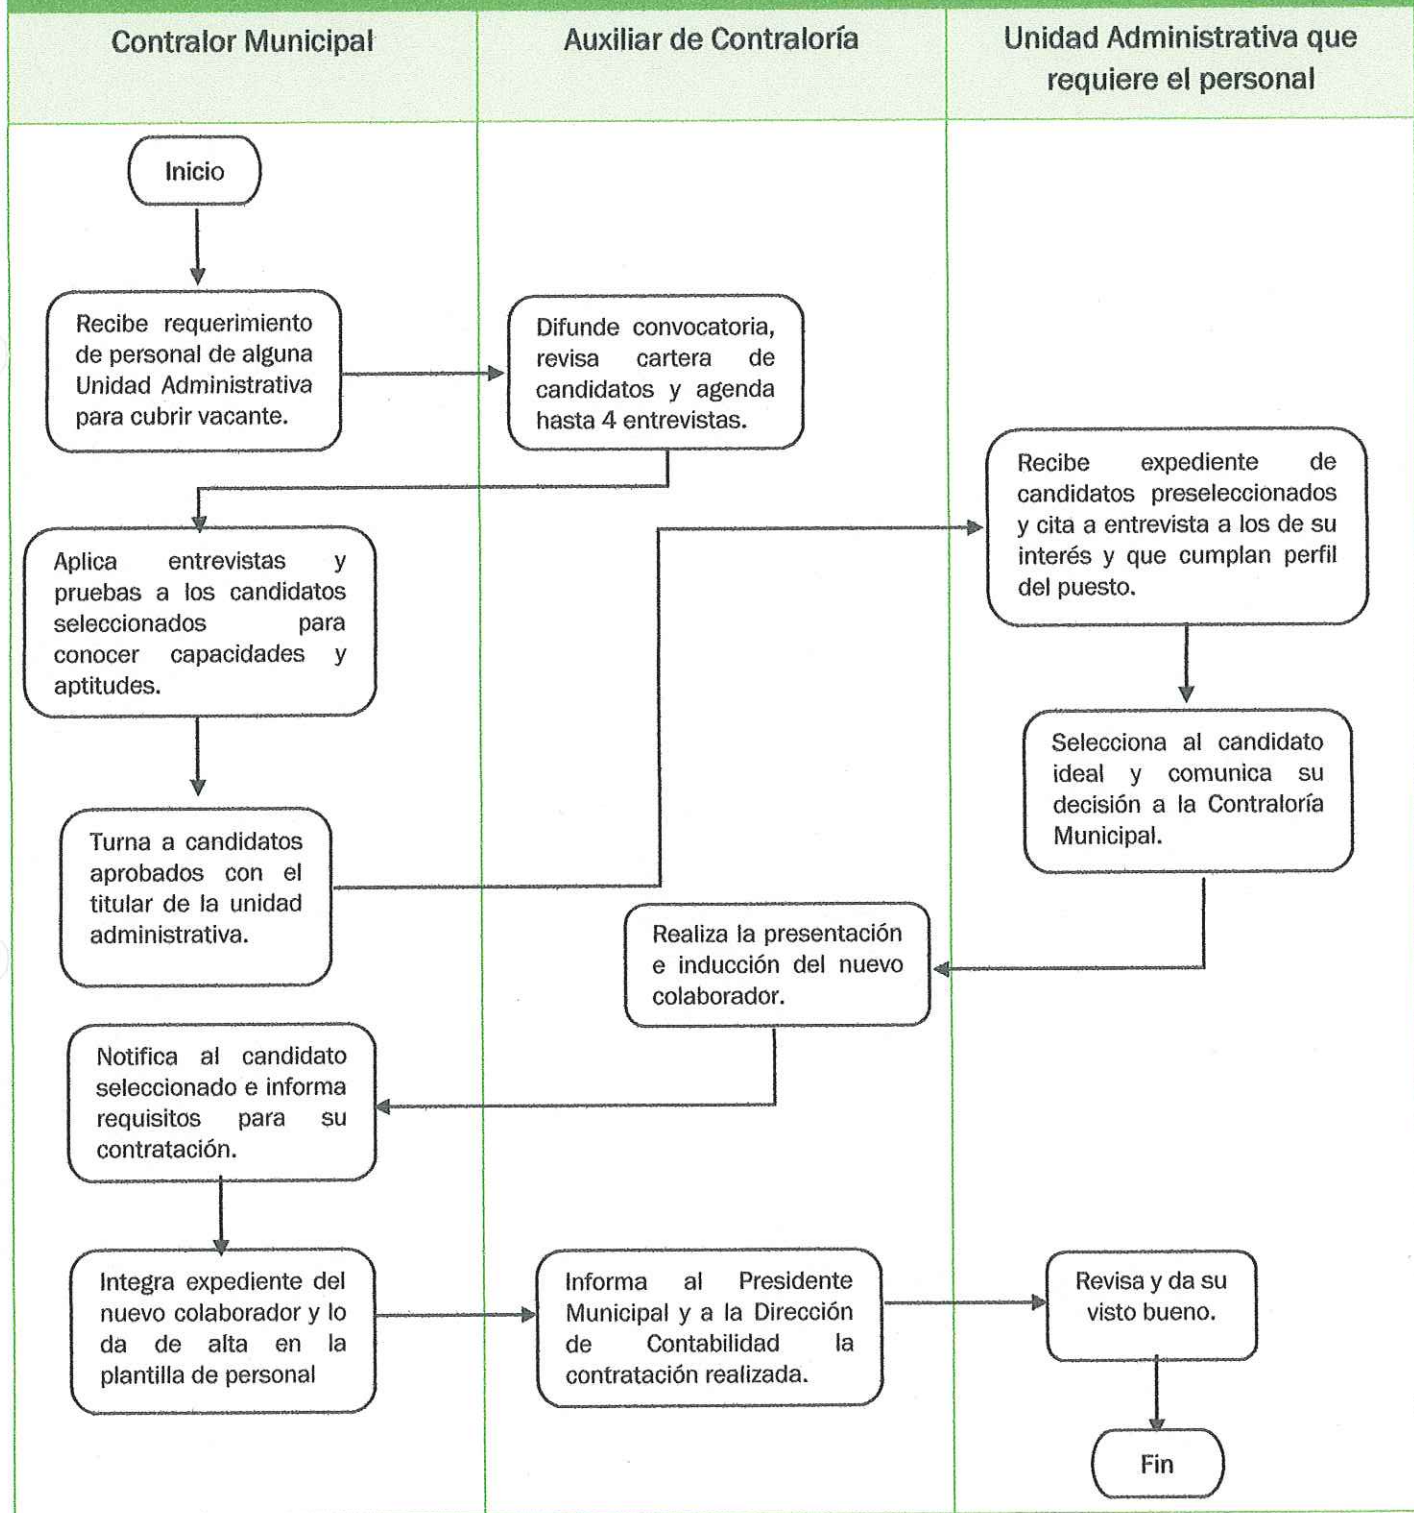 Contralor Municipal
Auxiliar de Contraloría
Unidad Administrativa que
requiere el personal
Inicio
Recibe requerimiento
de personal de alguna
Unidad Administrativa
para cubrir vacante.
Difunde convocatoria,
revisa cartera de
candidatos y agenda
hasta 4 entrevistas.
Aplica entrevistas y
pruebas a los candidatos
seleccionados para
conocer capacidades y
aptitudes.
Turna a candidatos
aprobados con el
titular de la unidad
administrativa.
Recibe expediente de
candidatos preseleccionados
y cita a entrevista a los de su
interés y que cumplan perfil
del puesto.
Selecciona al candidato
ideal y comunica su
decisión a la Contraloría
Municipal.
Realiza la presentación
e inducción del nuevo
colaborador.
Notifica al candidato
seleccionado e informa
requisitos para su
contratación.
Integra expediente del
nuevo colaborador y lo
da de alta en la
plantilla de personal
Informa al Presidente
Municipal y a la Dirección
de Contabilidad la
contratación realizada.
Revisa y da su
visto bueno.
Fin